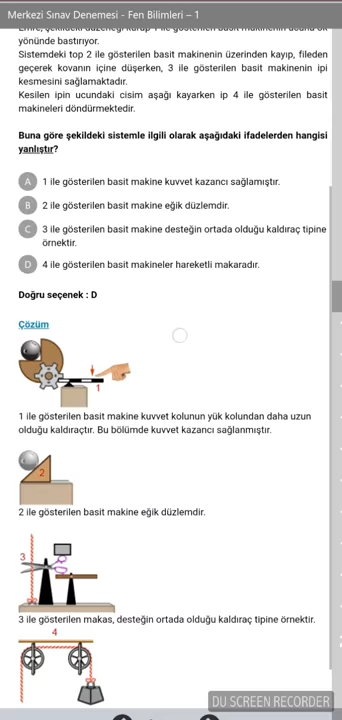 Merkezi Sınav Denemesi - Fen Bilimleri – 1
yönünde bastırıyor.
Sistemdeki top 2 ile gösterilen basit makinenin üzerinden kayıp, fileden
geçerek kovanın içine düşerken, 3 ile gösterilen basit makinenin ipi
kesmesini sağlamaktadır.
Kesilen ipin ucundaki cisim aşağı kayarken ip 4 ile gösterilen basit
makineleri döndürmektedir.
Buna göre şekildeki sistemle ilgili olarak aşağıdaki ifadelerden hangisi
yanlıştır?
A 1 ile gösterilen basit makine kuvvet kazancı sağlamıştır.
B 2 ile gösterilen basit makine eğik düzlemdir.
C 3 ile gösterilen basit makine desteğin ortada olduğu kaldıraç tipine
örnektir.
D 4 ile gösterilen basit makineler hareketli makaradır.
Doğru seçenek : D
Çözüm
1
1 ile gösterilen basit makine kuvvet kolunun yük kolundan daha uzun
olduğu kaldıraçtır. Bu bölümde kuvvet kazancı sağlanmıştır.
2
2 ile gösterilen basit makine eğik düzlemdir.
3
3 ile gösterilen makas, desteğin ortada olduğu kaldıraç tipine örnektir.
4
DU SCREEN RECORDER